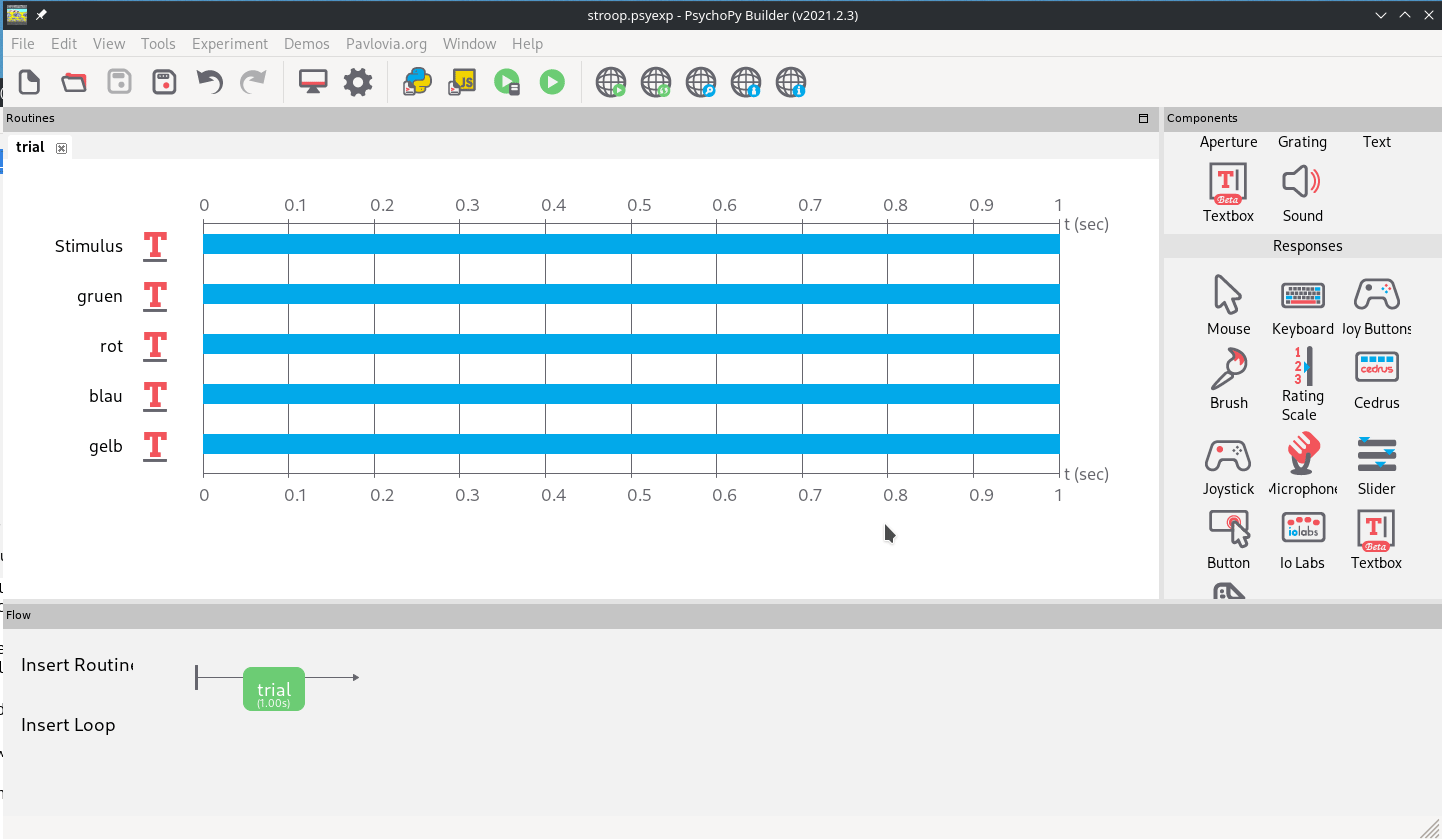 stroop.psyexp - PsychoPy Builder (v2021.2.3)
File Edit View Tools Experiment Demos Pavlovia.org Window Help
JS
Routines
trial
0 0.1 0.2 0.3 0.4 0.5 0.6 0.7 0.8 0.9 1
t (sec)
Stimulus
gruen
rot
blau
gelb
t (sec)
0 0.1 0.2 0.3 0.4 0.5 0.6 0.7 0.8 0.9 1
Components
Aperture Grating Text
T Beta
Textbox Sound
Responses
Mouse Keyboard Joy Buttons
1 2 3
cedrus
Brush Rating Scale Cedrus
Joystick Microphone Slider
iolabs
T Beta
Button Io Labs Textbox
Flow
Insert Routine
trial
(1.00s)
Insert Loop